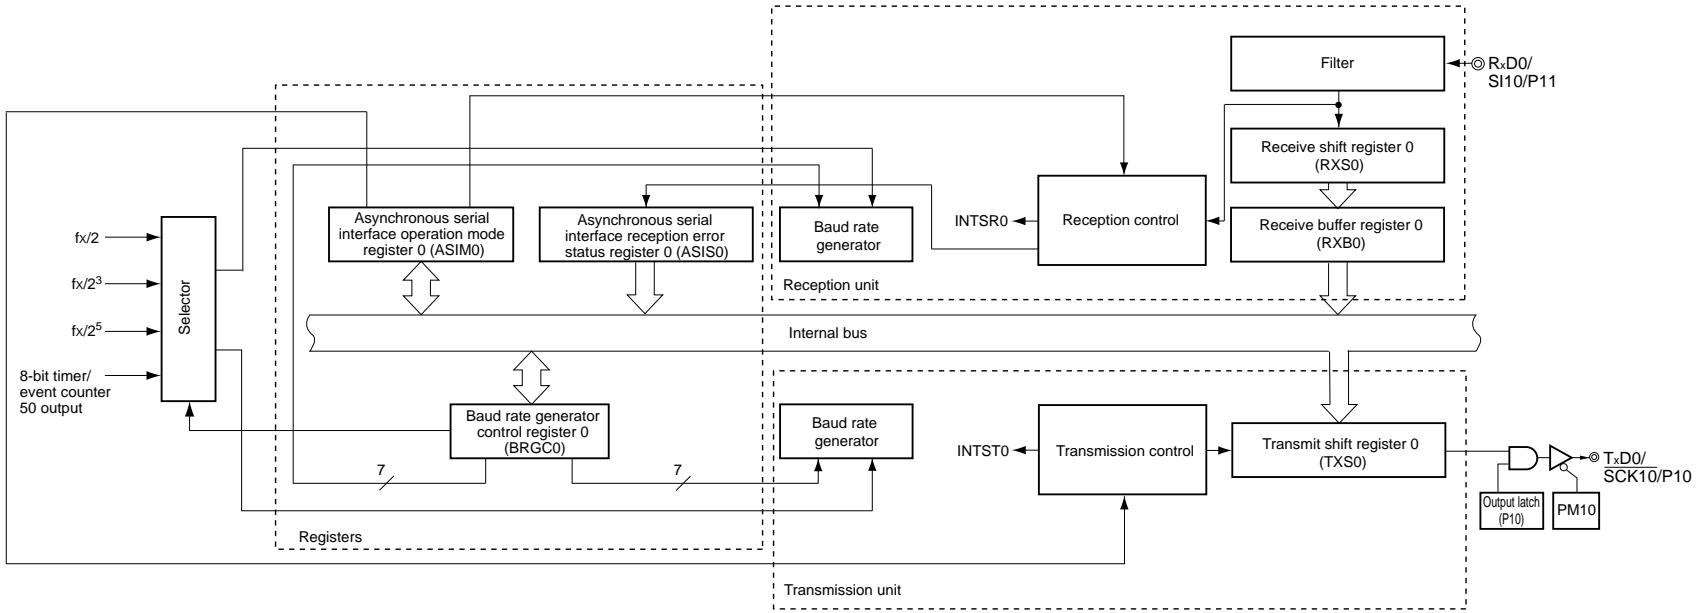 Filter
RxD0/
SI10/P11
Receive shift register 0
(RXS0)
Asynchronous serial
interface operation mode
register 0 (ASIM0)
Asynchronous serial
interface reception error
status register 0 (ASIS0)
Baud rate
generator
INTSR0
Reception control
Receive buffer register 0
(RXB0)
Reception unit
fX/2
fX/2³
fX/2⁵
8-bit timer/
event counter
50 output
Selector
Internal bus
Baud rate generator
control register 0
(BRGC0)
7
7
Baud rate
generator
INTST0
Transmission control
Transmit shift register 0
(TXS0)
TxD0/
SCK10/P10
Output latch
(P10)
PM10
Registers
Transmission unit